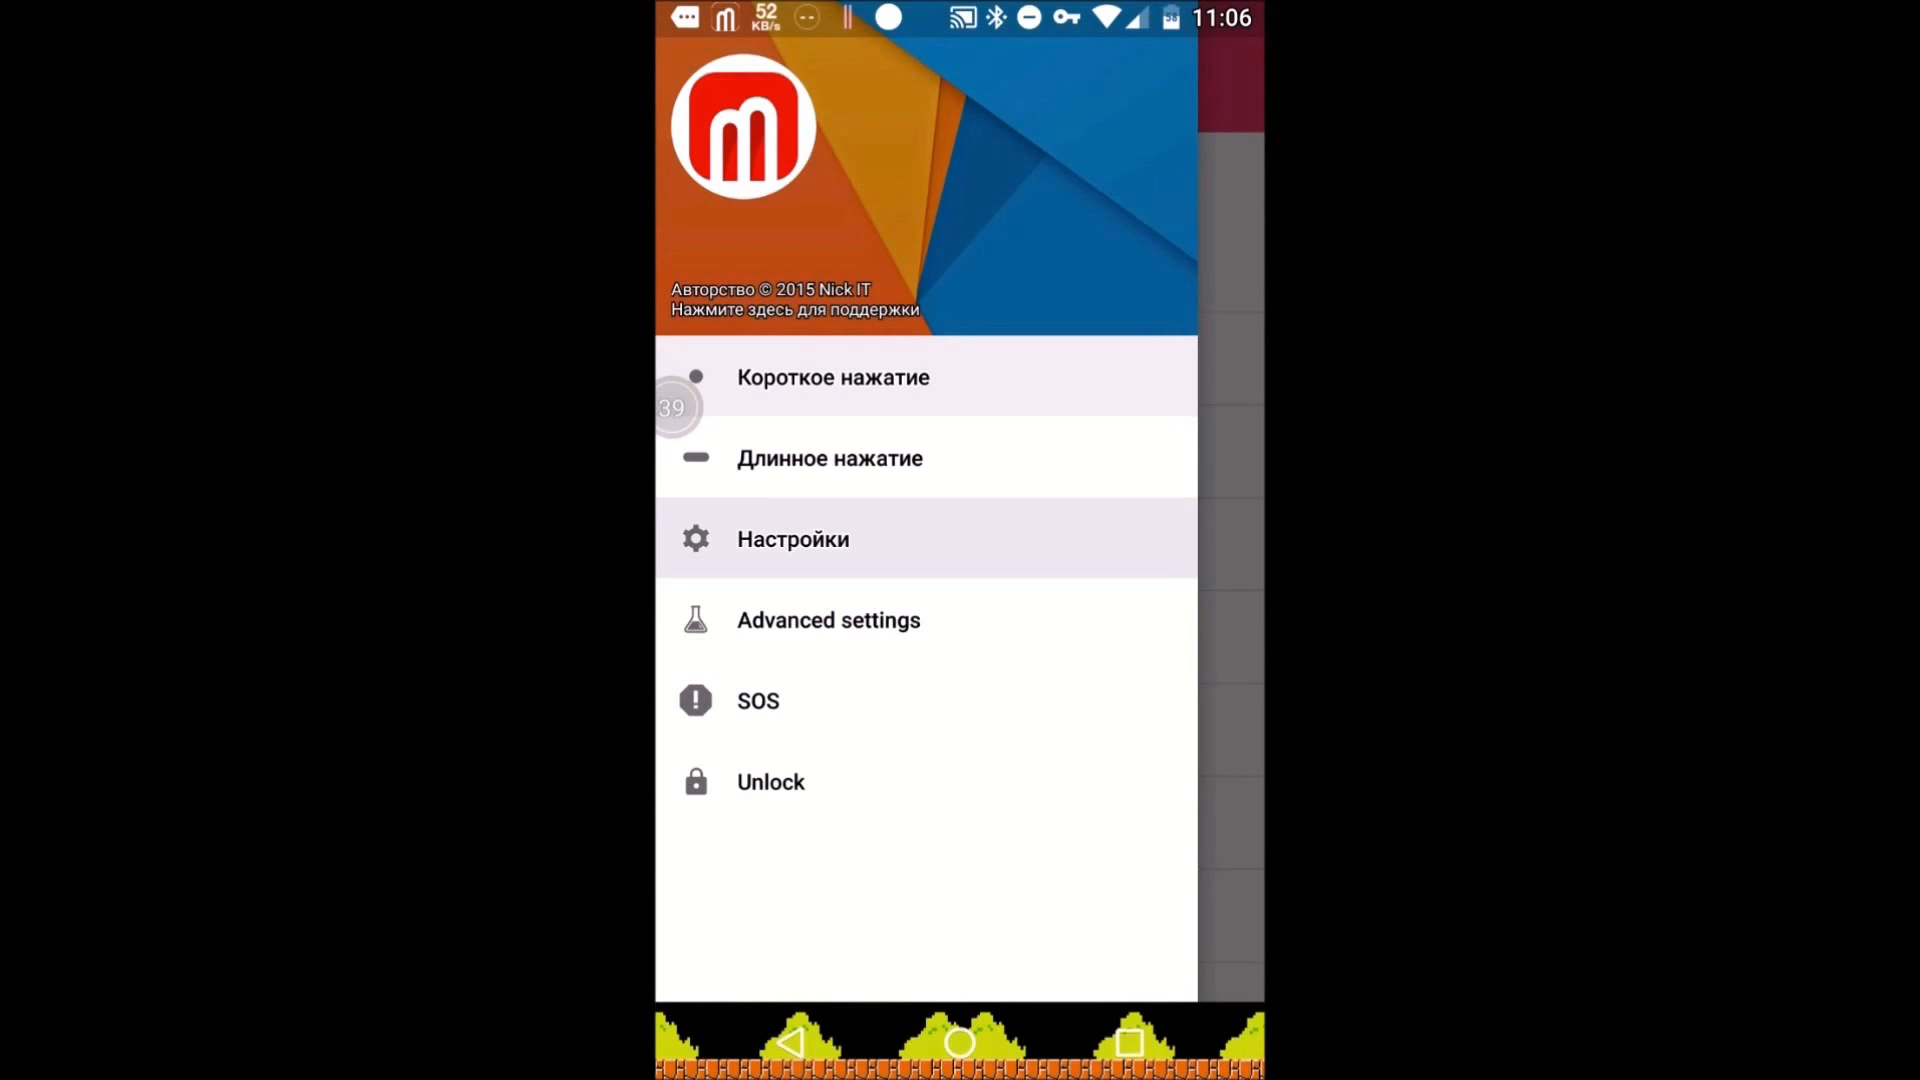 52
KB/s
58
11:06
Авторство © 2015 Nick IT
Нажмите здесь для поддержки
Короткое нажатие
39
Длинное нажатие
Настройки
Advanced settings
SOS
Unlock